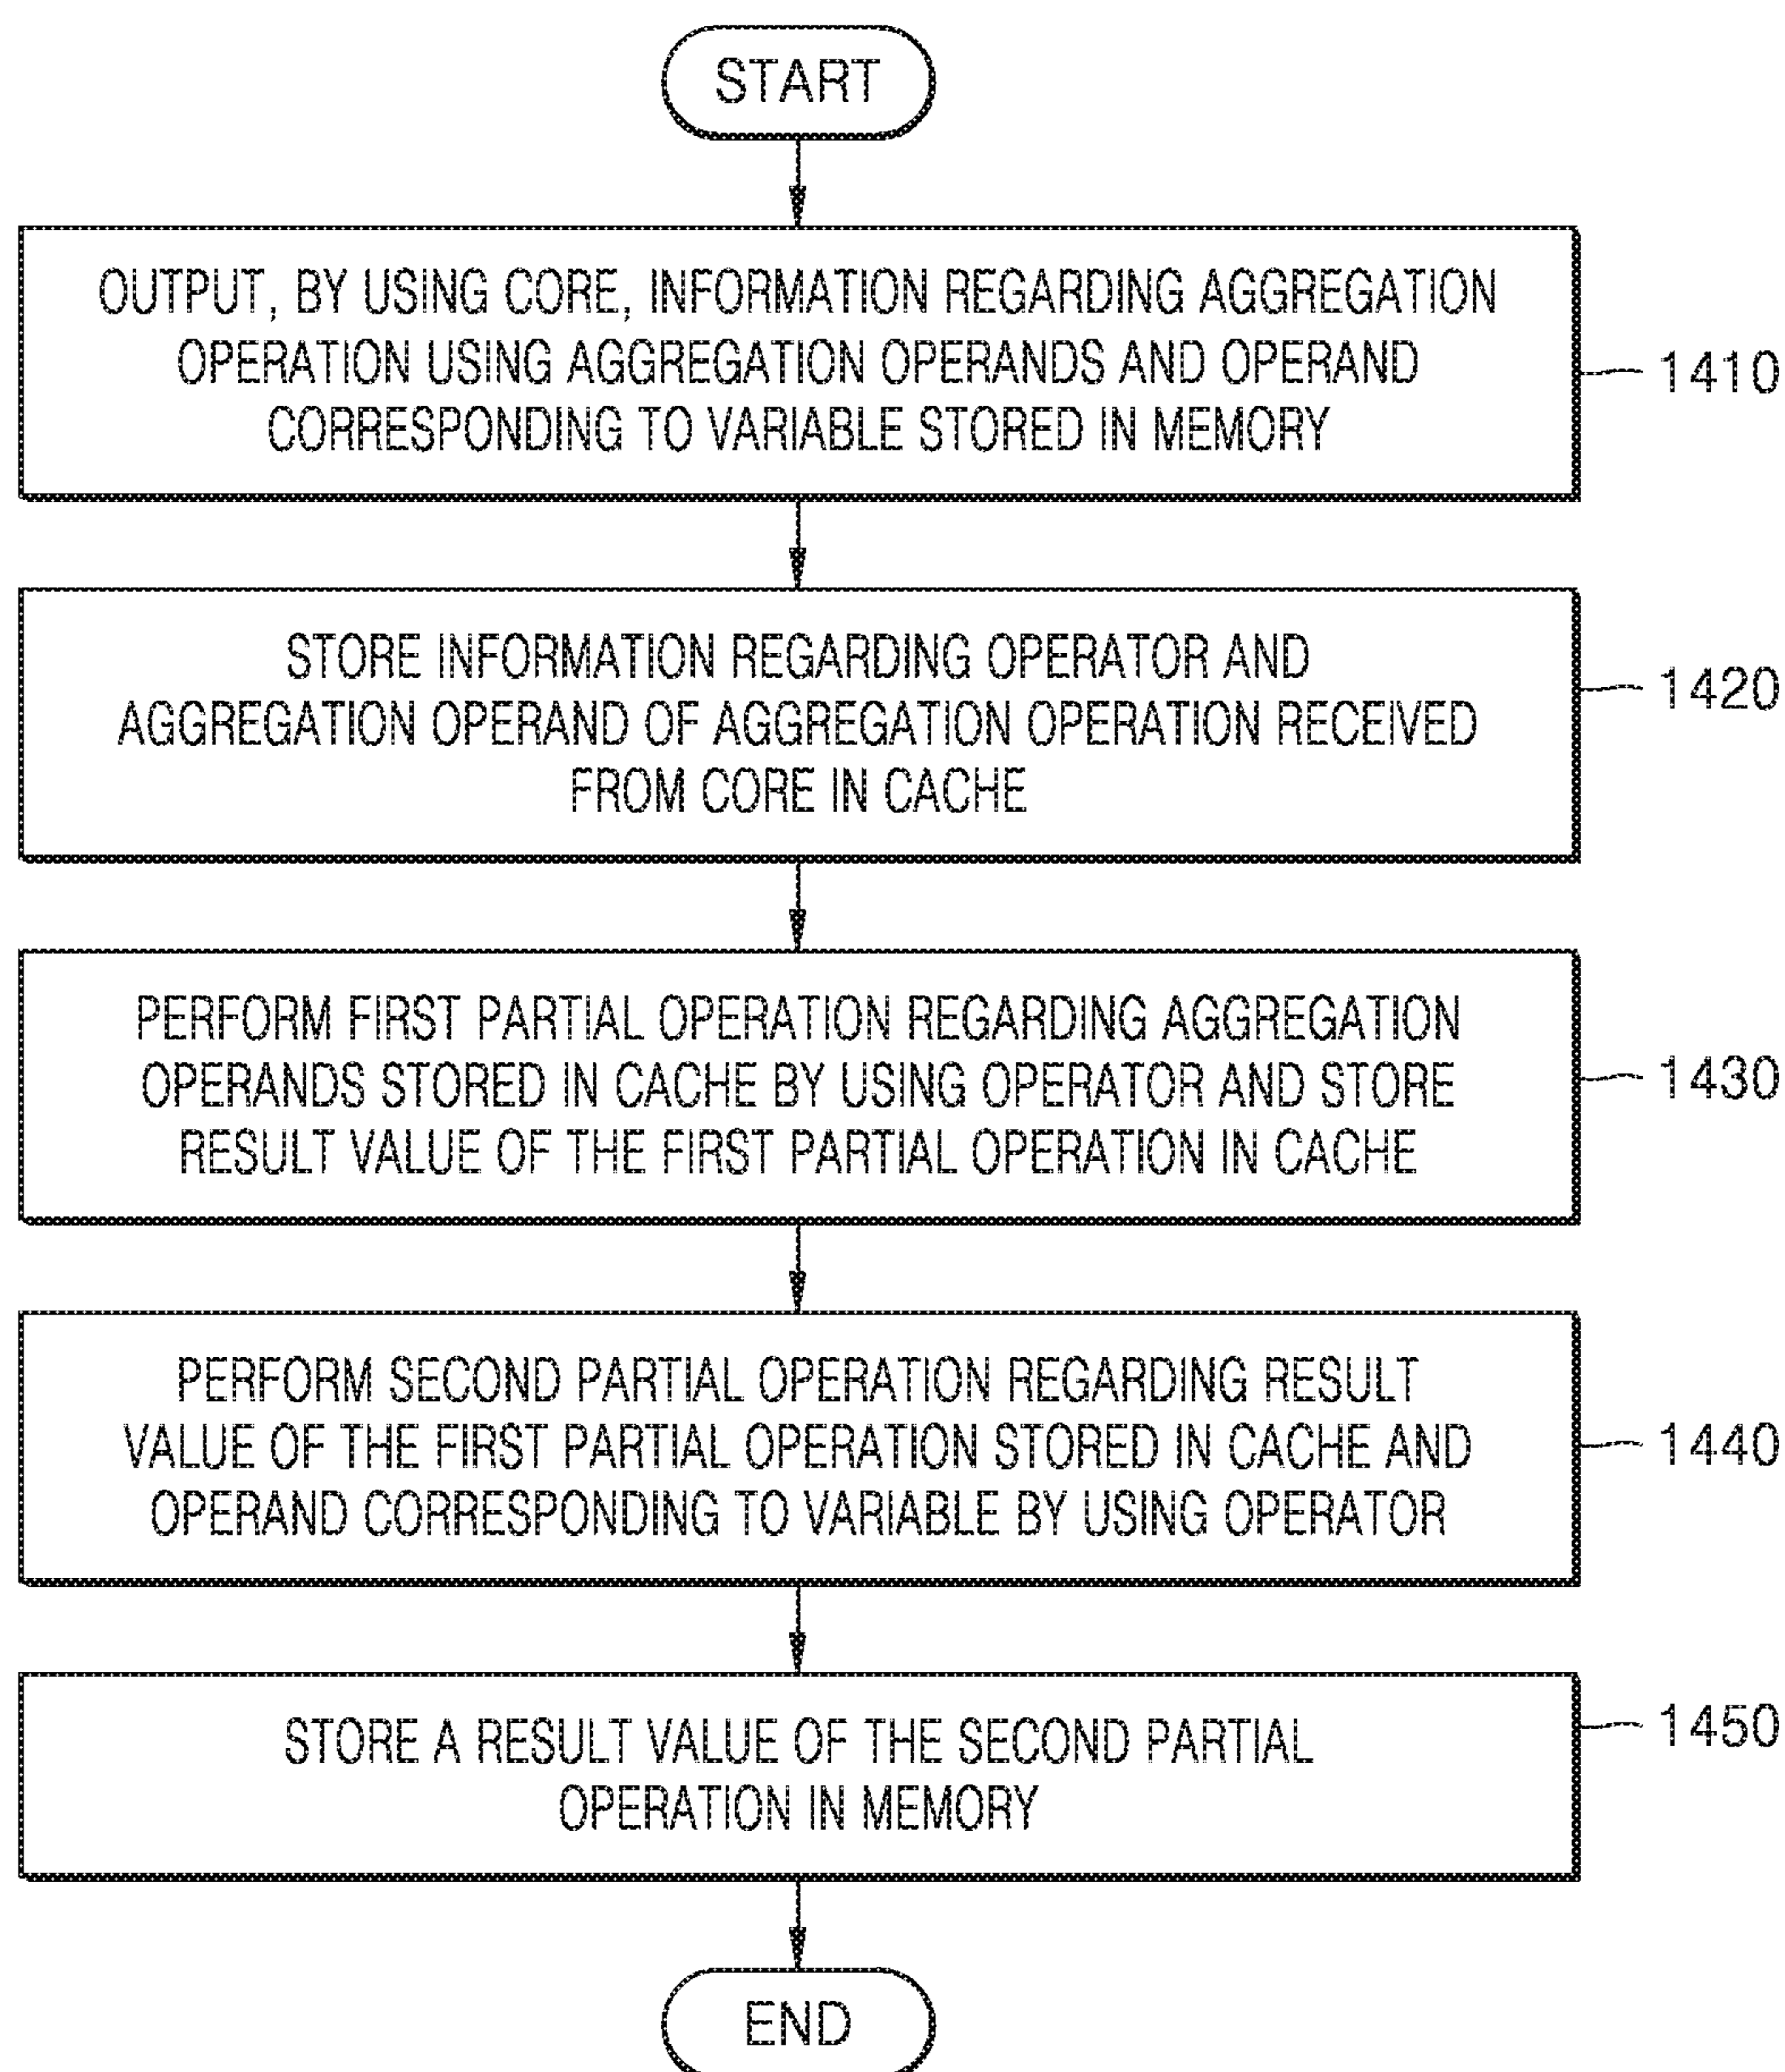 START
OUTPUT, BY USING CORE, INFORMATION REGARDING AGGREGATION
OPERATION USING AGGREGATION OPERANDS AND OPERAND
CORRESPONDING TO VARIABLE STORED IN MEMORY
1410
STORE INFORMATION REGARDING OPERATOR AND
AGGREGATION OPERAND OF AGGREGATION OPERATION RECEIVED
FROM CORE IN CACHE
1420
PERFORM FIRST PARTIAL OPERATION REGARDING AGGREGATION
OPERANDS STORED IN CACHE BY USING OPERATOR AND STORE
RESULT VALUE OF THE FIRST PARTIAL OPERATION IN CACHE
1430
PERFORM SECOND PARTIAL OPERATION REGARDING RESULT
VALUE OF THE FIRST PARTIAL OPERATION STORED IN CACHE AND
OPERAND CORRESPONDING TO VARIABLE BY USING OPERATOR
1440
STORE A RESULT VALUE OF THE SECOND PARTIAL
OPERATION IN MEMORY
1450
END